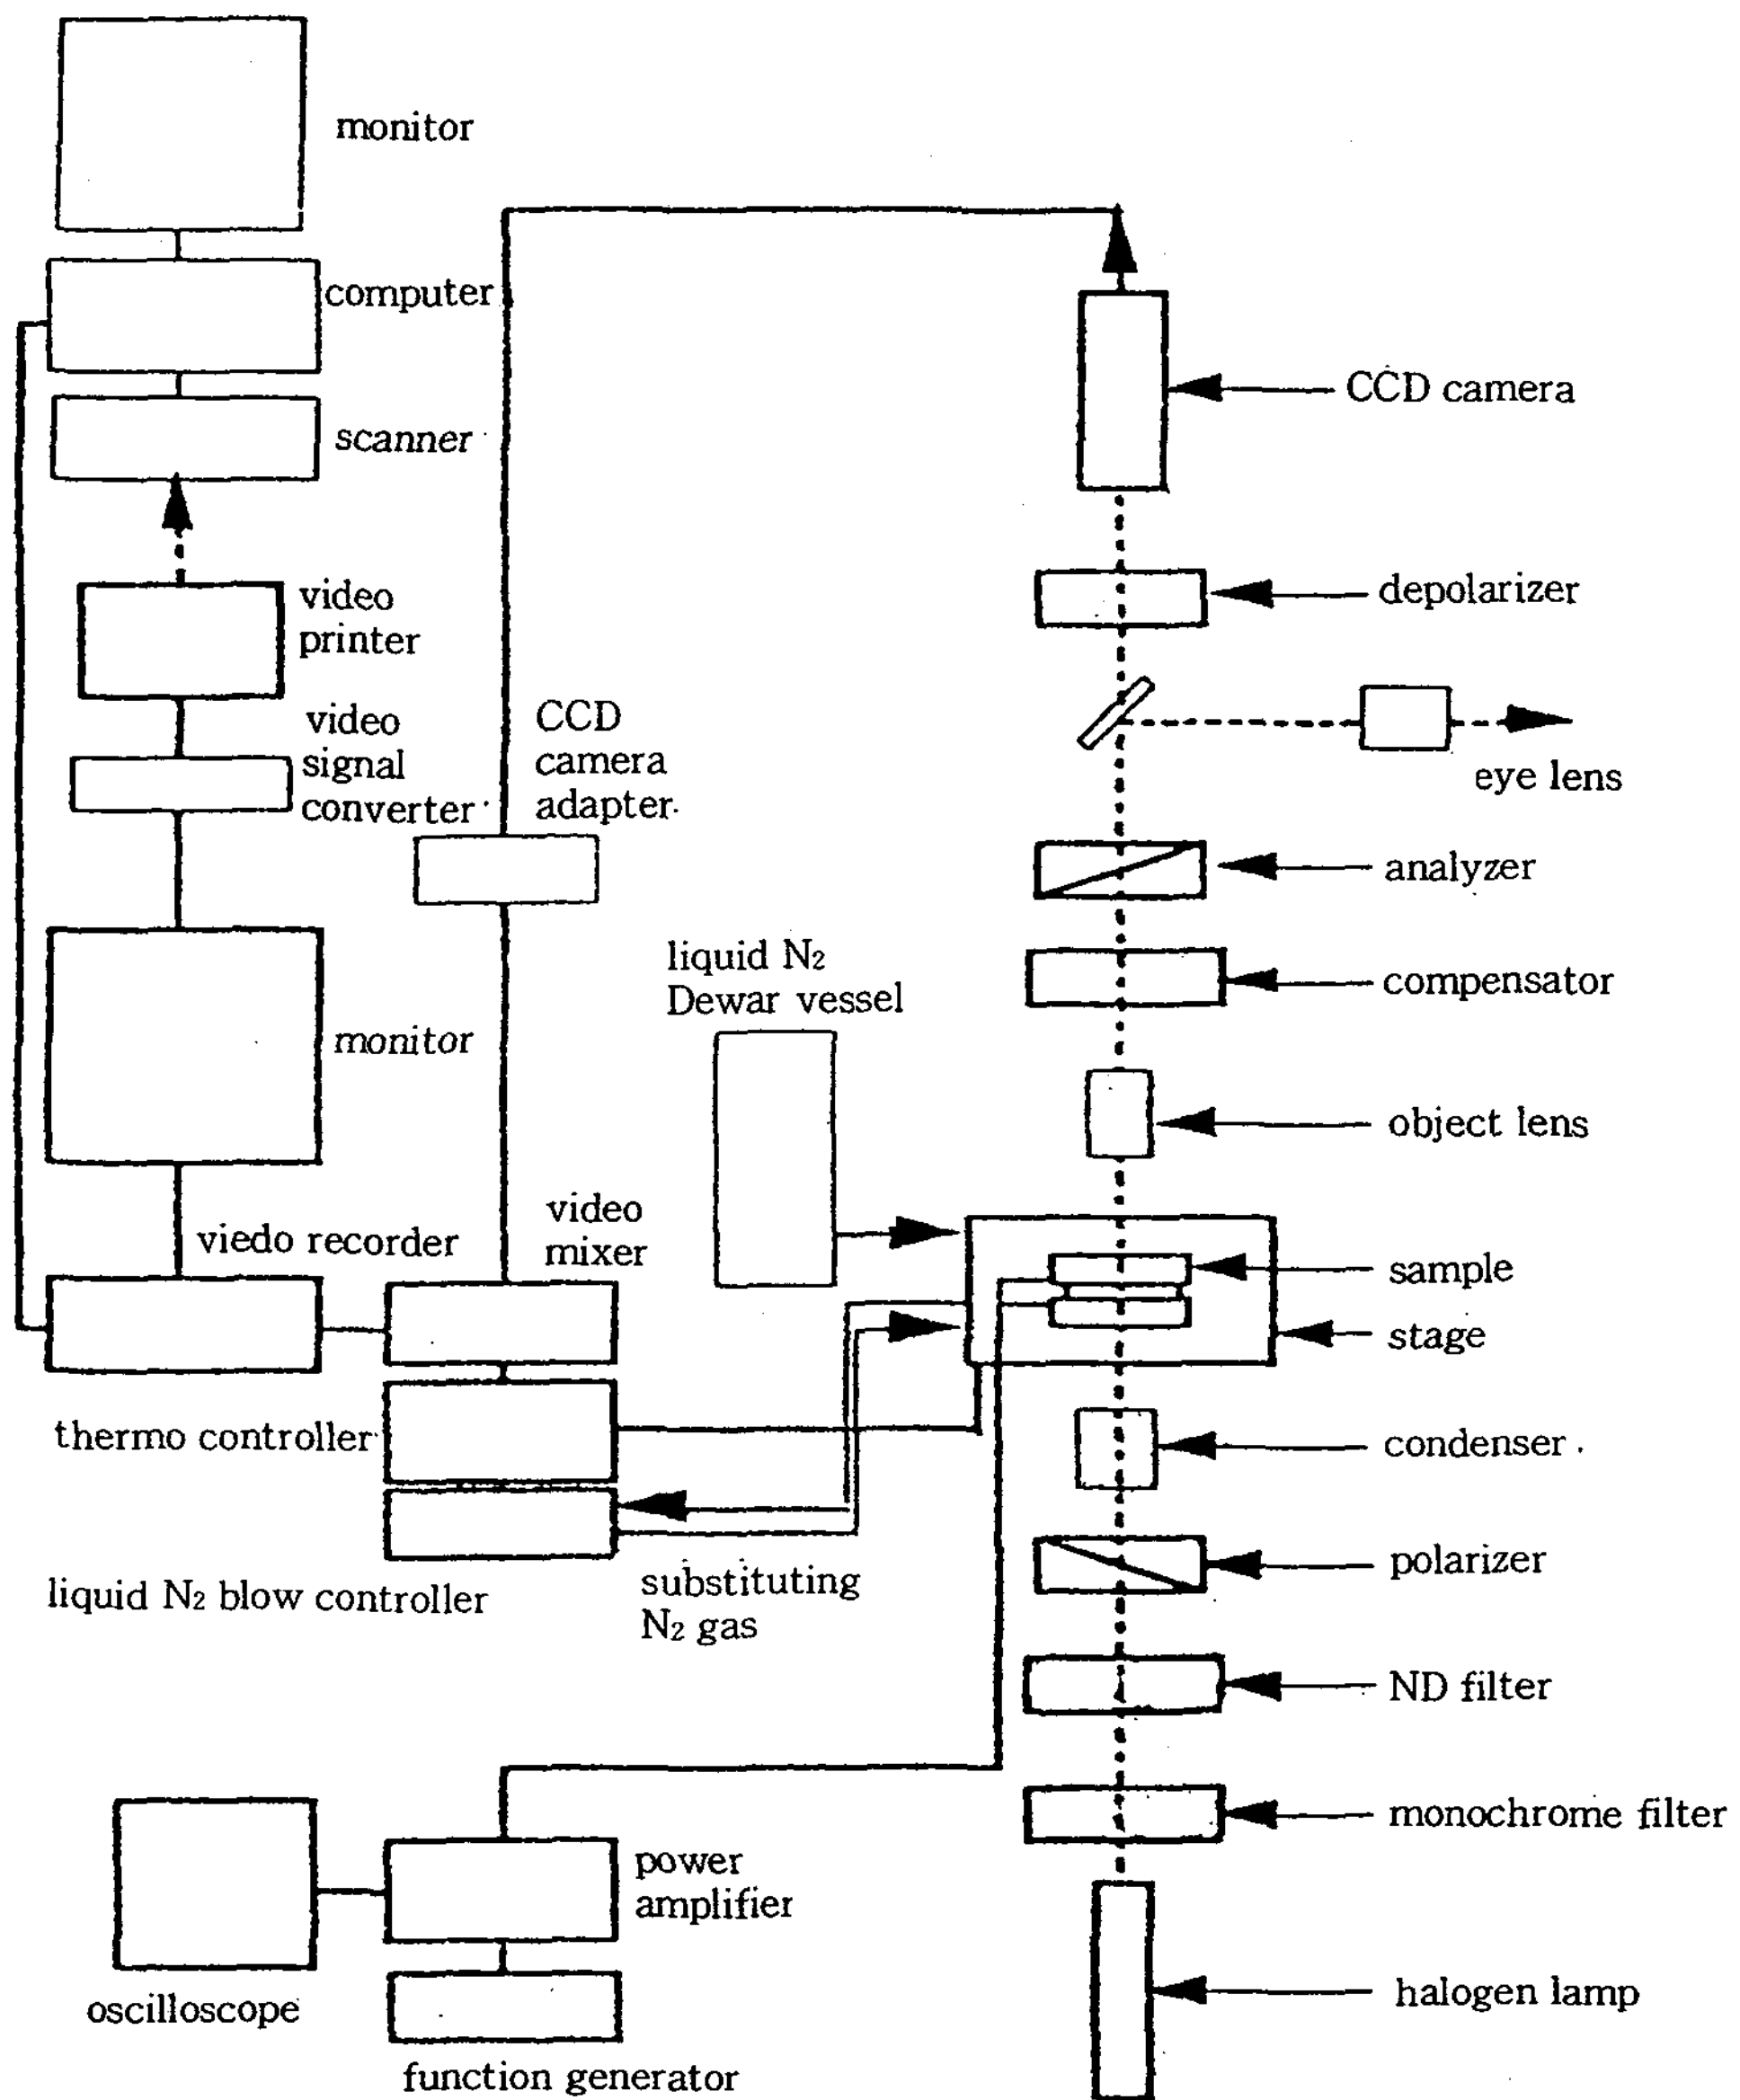 monitor
computer
scanner
video
printer
video
signal
converter
CCD
camera
adapter
monitor
viedo recorder
video
mixer
thermo controller
liquid N2 blow controller
liquid N2
Dewar vessel
substituting
N2 gas
power
amplifier
oscilloscope
function generator
CCD camera
depolarizer
eye lens
analyzer
compensator
object lens
sample
stage
condenser
polarizer
ND filter
monochrome filter
halogen lamp